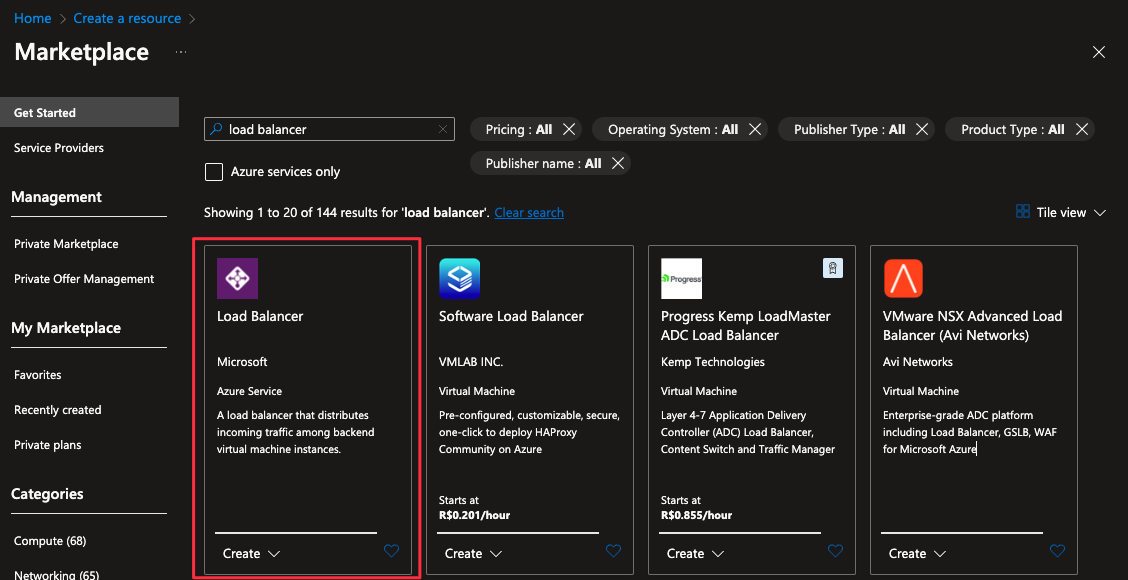 Home > Create a resource >
Marketplace ...
Get Started
Service Providers
Management
Private Marketplace
Private Offer Management
My Marketplace
Favorites
Recently created
Private plans
Categories
Compute (68)
Networking (65)
load balancer
Pricing : All
Operating System : All
Publisher Type : All
Product Type : All
Publisher name : All
Azure services only
Showing 1 to 20 of 144 results for 'load balancer'. Clear search
Tile view
Load Balancer
Microsoft
Azure Service
A load balancer that distributes
incoming traffic among backend
virtual machine instances.
Create
Software Load Balancer
VMLAB INC.
Virtual Machine
Pre-configured, customizable, secure,
one-click to deploy HAProxy
Community on Azure
Starts at
R$0.201/hour
Create
Progress
Progress Kemp LoadMaster
ADC Load Balancer
Kemp Technologies
Virtual Machine
Layer 4-7 Application Delivery
Controller (ADC) Load Balancer,
Content Switch and Traffic Manager
Starts at
R$0.855/hour
Create
VMware NSX Advanced Load
Balancer (Avi Networks)
Avi Networks
Virtual Machine
Enterprise-grade ADC platform
including Load Balancer, GSLB, WAF
for Microsoft Azure
Create